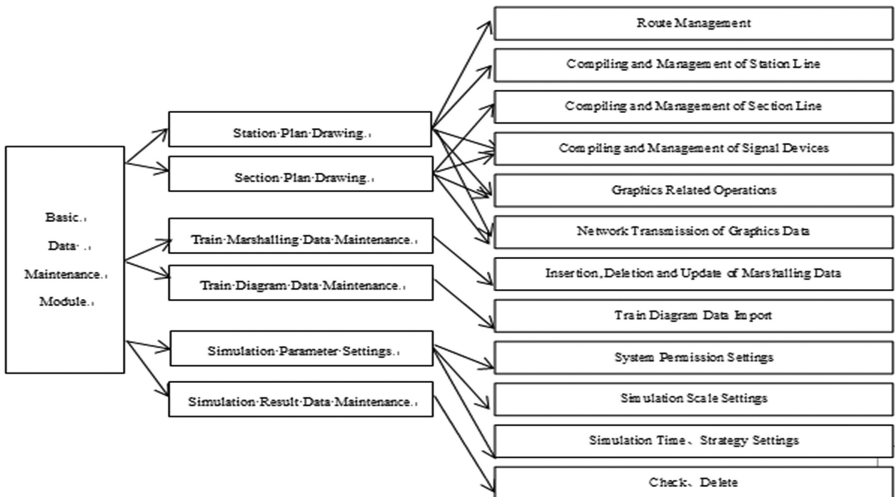 Basic.
Data·.
Maintenance.
Module.
Station·Plan·Drawing.
Section·Plan·Drawing.
Train·Marshalling·Data·Maintenance.
Train·Diagram·Data·Maintenance.
Simulation·Parameter·Settings.
Simulation·Result·Data·Maintenance.
Route Management
Compiling and Management of Station Line
Compiling and Management of Section Line
Compiling and Management of Signal Devices
Graphics Related Operations
Network Transmission of Graphics Data
Insertion,Deletion and Update of Marshalling Data
Train Diagram Data Import
System Permission Settings
Simulation Scale Settings
Simulation Time、Strategy Settings
Check、Delete